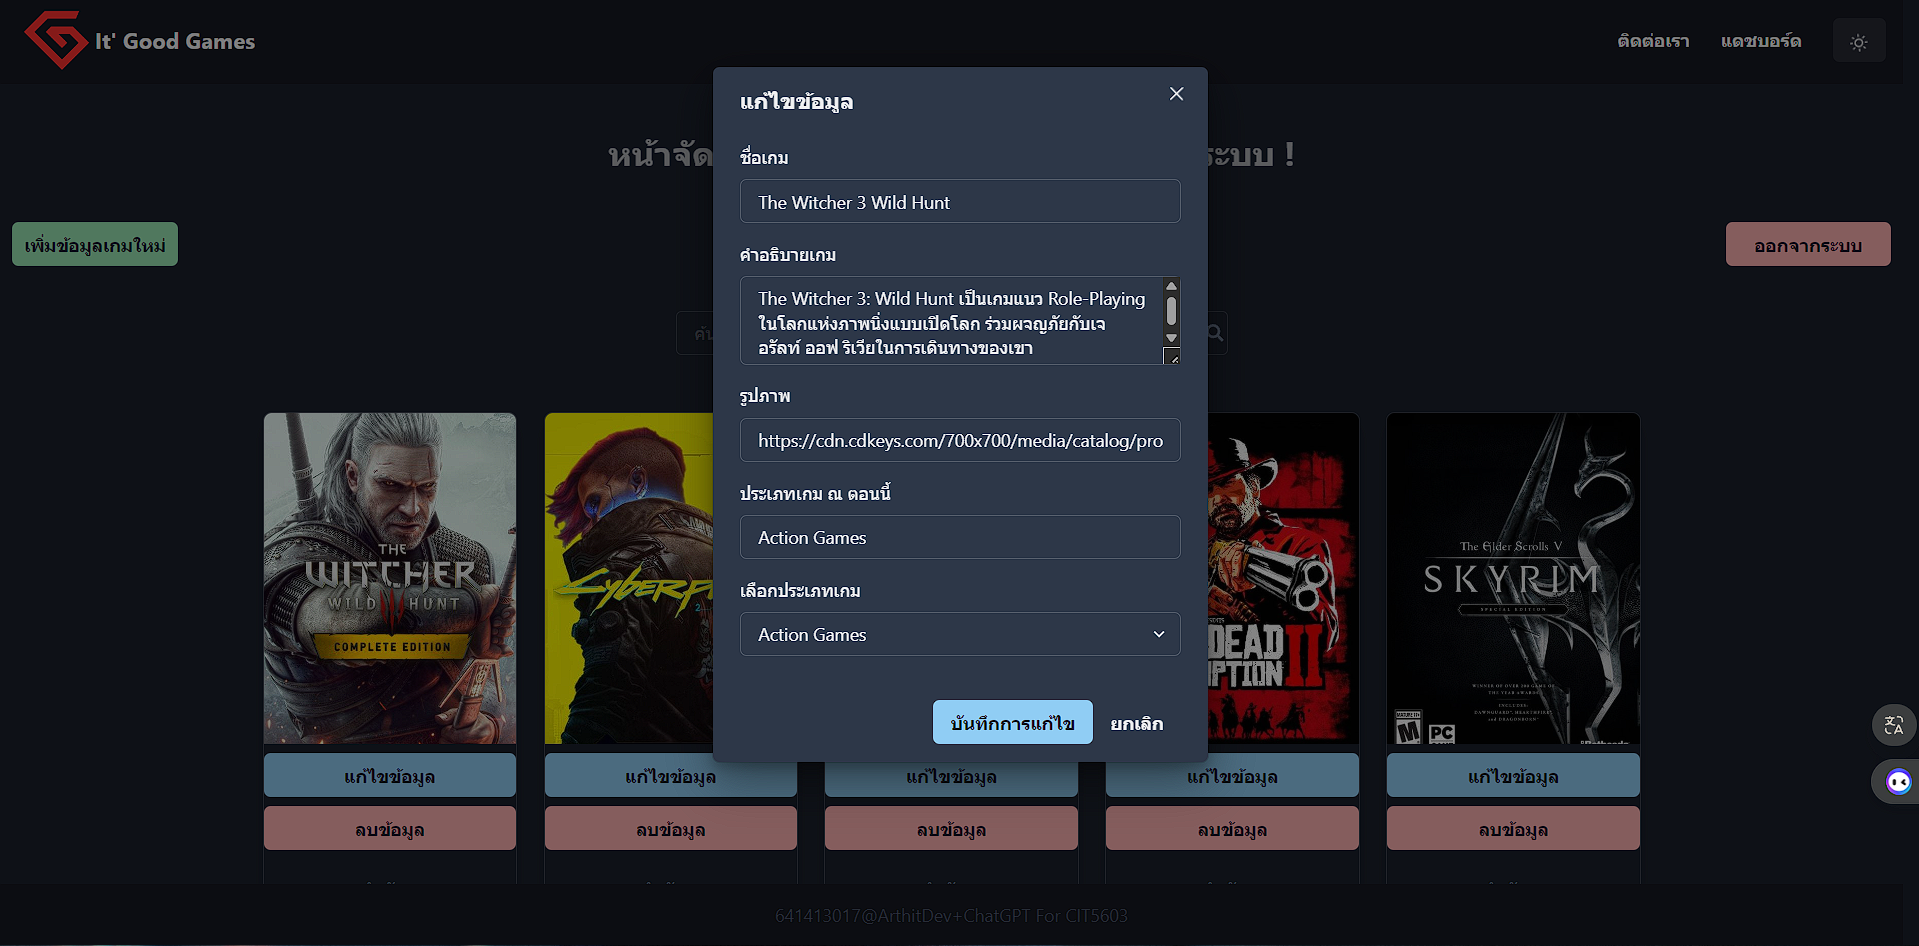 It' Good Games
ติดต่อเรา
แดชบอร์ด
หน้าจัด
ระบบ !
เพิ่มข้อมูลเกมใหม่
ออกจากระบบ
แก้ไขข้อมูล
ชื่อเกม
The Witcher 3 Wild Hunt
คำอธิบายเกม
The Witcher 3: Wild Hunt เป็นเกมแนว Role-Playing
ในโลกแห่งภาพนิ่งแบบเปิดโลก ร่วมผจญภัยกับเจ
อรัลท์ ออฟ ริเวียในการเดินทางของเขา
รูปภาพ
https://cdn.cdkeys.com/700x700/media/catalog/pro
ประเภทเกม ณ ตอนนี้
Action Games
เลือกประเภทเกม
Action Games
บันทึกการแก้ไข
ยกเลิก
THE
WITCHER
WILD HUNT
COMPLETE EDITION
CYBERP
DEAD
PTION II
The Elder Scrolls V
SKYRIM
SPECIAL EDITION
WINNER OF OVER 200 GAME OF
THE YEAR AWARDS
INCLUDES:
DAWNGUARD, HEARTHFIRE
and DRAGONBORN
M
PC
แก้ไขข้อมูล
แก้ไขข้อมูล
แก้ไขข้อมูล
แก้ไขข้อมูล
แก้ไขข้อมูล
ลบข้อมูล
ลบข้อมูล
ลบข้อมูล
ลบข้อมูล
ลบข้อมูล
641413017@ArthitDev+ChatGPT For CIT5603